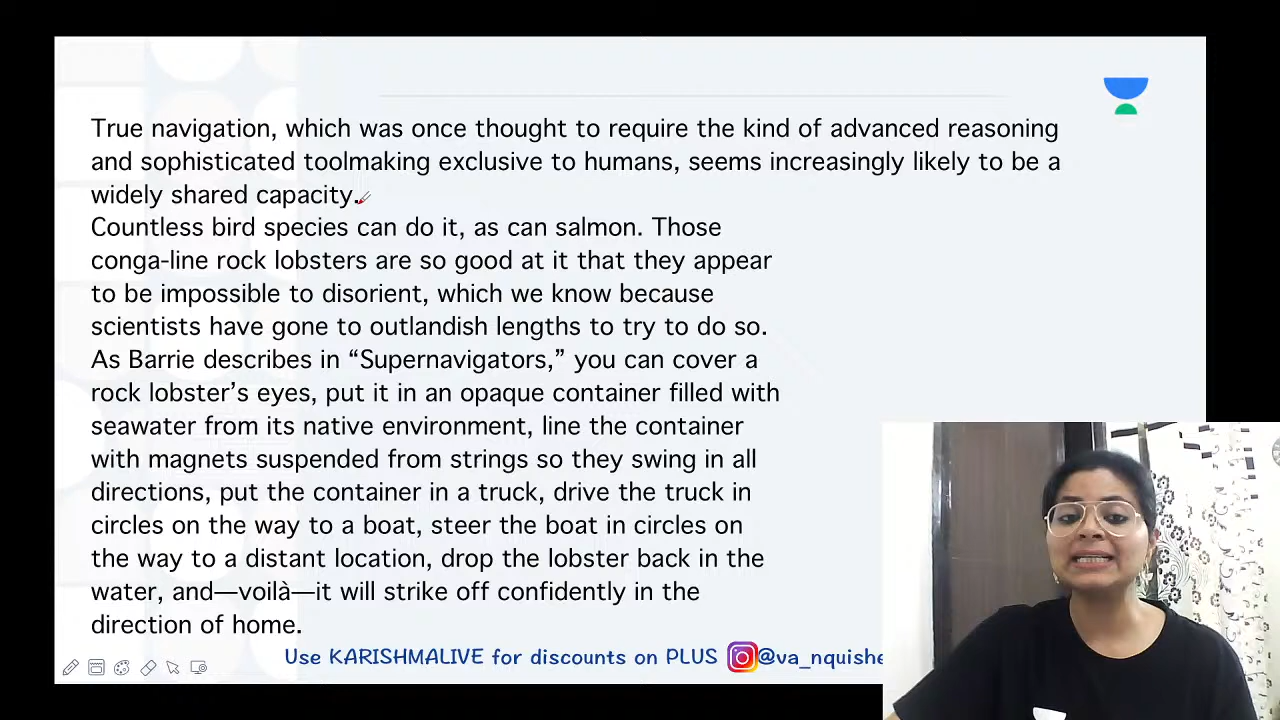 True navigation, which was once thought to require the kind of advanced reasoning
and sophisticated toolmaking exclusive to humans, seems increasingly likely to be a
widely shared capacity.
Countless bird species can do it, as can salmon. Those
conga-line rock lobsters are so good at it that they appear
to be impossible to disorient, which we know because
scientists have gone to outlandish lengths to try to do so.
As Barrie describes in “Supernavigators,” you can cover a
rock lobster’s eyes, put it in an opaque container filled with
seawater from its native environment, line the container
with magnets suspended from strings so they swing in all
directions, put the container in a truck, drive the truck in
circles on the way to a boat, steer the boat in circles on
the way to a distant location, drop the lobster back in the
water, and—voilà—it will strike off confidently in the
direction of home.
Use KARISHMALIVE for discounts on PLUS @va_nquishe